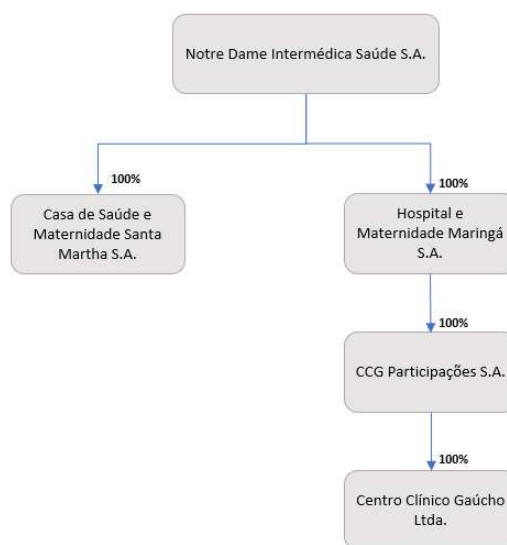 Notre Dame Intermédica Saúde S.A.
100%
100%
Casa de Saúde e
Maternidade Santa
Martha S.A.
Hospital e
Maternidade Maringá
S.A.
100%
CCG Participações S.A.
100%
Centro Clínico Gaúcho
Ltda.